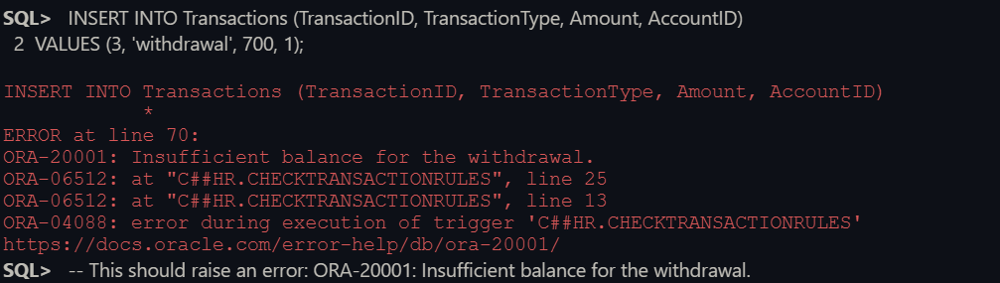 SQL> INSERT INTO Transactions (TransactionID, TransactionType, Amount, AccountID)
2 VALUES (3, 'withdrawal', 700, 1);
INSERT INTO Transactions (TransactionID, TransactionType, Amount, AccountID)
*
ERROR at line 70:
ORA-20001: Insufficient balance for the withdrawal.
ORA-06512: at "C##HR.CHECKTRANSACTIONRULES", line 25
ORA-06512: at "C##HR.CHECKTRANSACTIONRULES", line 13
ORA-04088: error during execution of trigger 'C##HR.CHECKTRANSACTIONRULES'
https://docs.oracle.com/error-help/db/ora-20001/
SQL> -- This should raise an error: ORA-20001: Insufficient balance for the withdrawal.